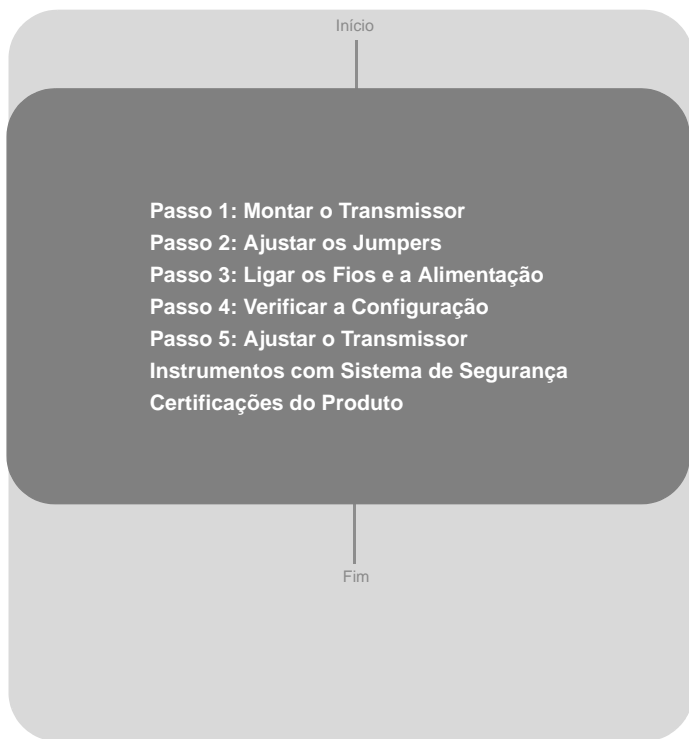 Início
Passo 1: Montar o Transmissor
Passo 2: Ajustar os Jumpers
Passo 3: Ligar os Fios e a Alimentação
Passo 4: Verificar a Configuração
Passo 5: Ajustar o Transmissor
Instrumentos com Sistema de Segurança
Certificações do Produto
Fim